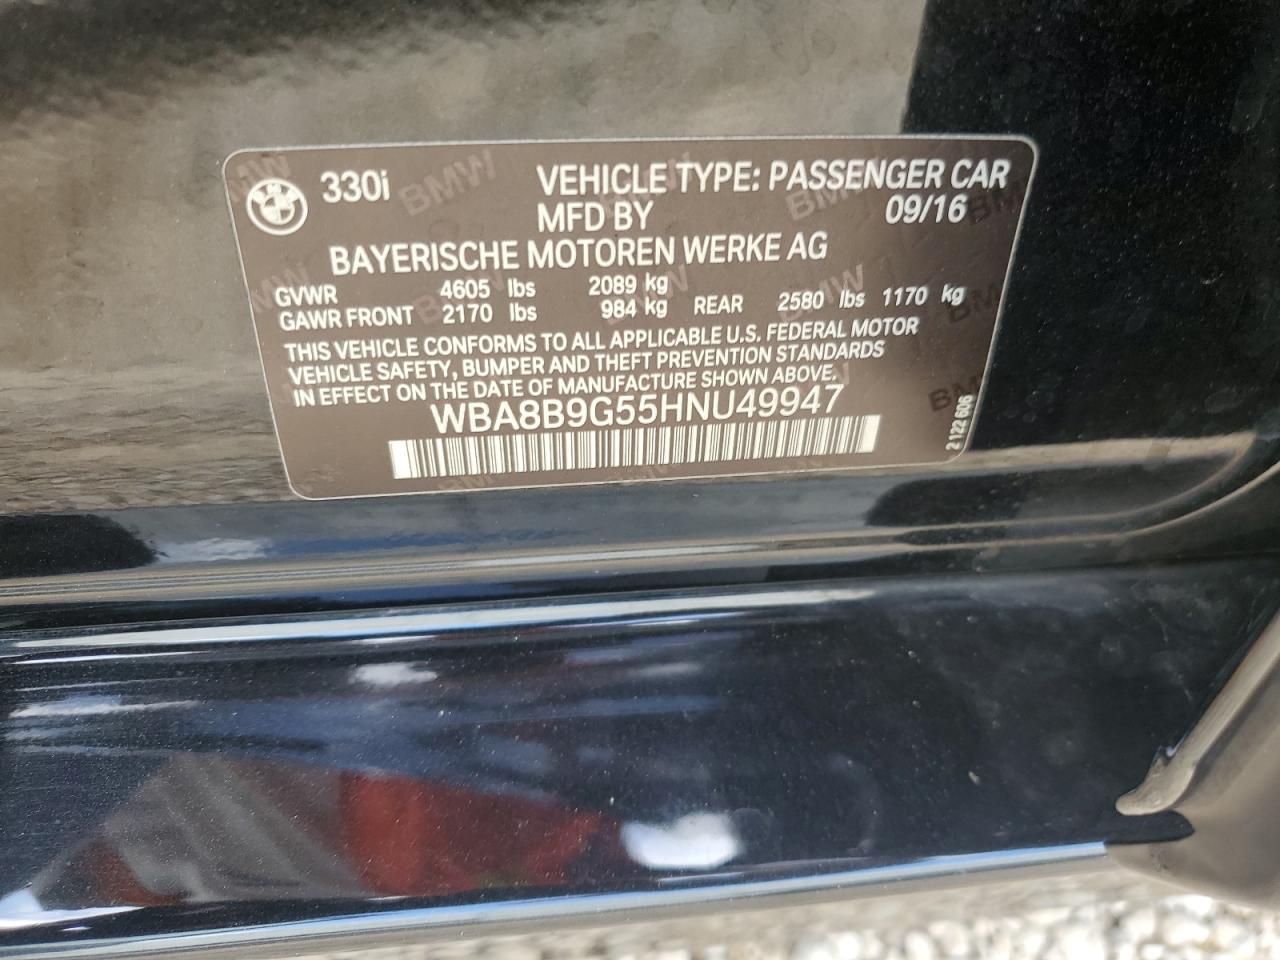 330i VEHICLE TYPE: PASSENGER CAR
MFD BY 09/16
BAYERISCHE MOTOREN WERKE AG
GVWR 4605 lbs 2089 kg
GAWR FRONT 2170 lbs 984 kg REAR 2580 lbs 1170 kg
THIS VEHICLE CONFORMS TO ALL APPLICABLE U.S. FEDERAL MOTOR
VEHICLE SAFETY, BUMPER AND THEFT PREVENTION STANDARDS
IN EFFECT ON THE DATE OF MANUFACTURE SHOWN ABOVE.
WBA8B9G55HNU49947
2122606